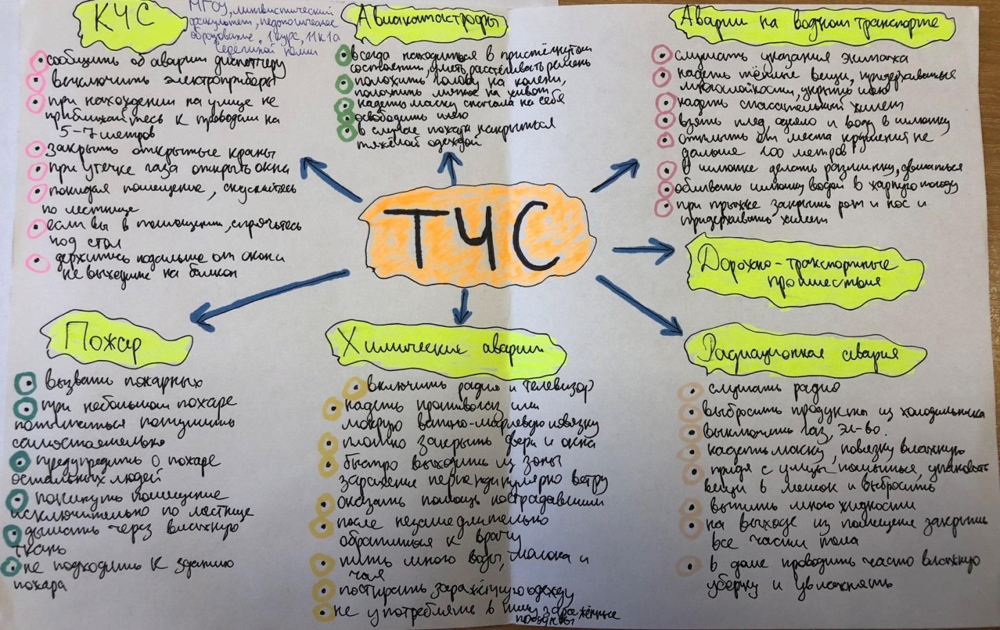 КЧС
МГОУ, лингвистический
факультет, педагогическое
образование, 1 курс, 11к1а
• сообщить об аварии диспетчеру
• выключить электроприборы
• при нахождении на улице не
приближайтесь к проводам на
5-7 метров
• закрыть открытые краны
• при утечке газа открыть окна
• покидая помещение, спускайтесь
по лестнице
• если вы в помещении, спрячьтесь
под стол
• держитесь подальше от окон и
не выходите на балкон
Авиакатастрофы
• всегда находиться в пристёгнутом
состоянии, уметь расстёгивать ремень
• положить голову на колени,
положить мягкое на живот
• надеть маску сначала на себя
• освободить шею
• в случае пожара накрыться
тяжёлой одеждой
Аварии на водном транспорте
• слушать указания экипажа
• надеть тёплые вещи, придерживаться
многослойности, укрыть шею
• надеть спасательный жилет
• взять плед, одеяло и воду в шлюпку
• отплыть от места крушения не
дальше 100 метров
• В шлюпке делать разминку, двигаться
• обливать шлюпку водой в жаркую погоду
• при прыжке закрыть рот и нос и
придерживать жилет
ТЧС
Дорожно-транспортные
происшествия
Пожар
• вызвать пожарных
• при небольшом пожаре
попытаться потушить
самостоятельно
• предупредить о пожаре
остальных людей
• покинуть помещение
исключительно по лестнице
• дышать через влажную
ткань
• не подходить к зданию
пожара
Химические аварии
• включить радио и телевизор
• надеть противогаз или
мокрую ватно-марлевую повязку
• плотно закрыть двери и окна
• быстро выходить из зоны
заражения перпендикулярно ветру
• оказать помощь пострадавшим
• после незамедлительно
обратиться к врачу
• пить много воды, молока и
чая
• постирать заражённую одежду
• не употреблять в пищу заражённые
продукты
Радиационная авария
• слушать радио
• выбросить продукты из холодильника
• выключить газ, эл-во.
• надеть маску, повязку влажную
• придя с улицы помыться, упаковать
вещи в мешок и выбросить
• выпить много жидкости
• на выходе из помещения закрыть
все части тела
• в доме проводить часто влажную
уборку и увлажнять